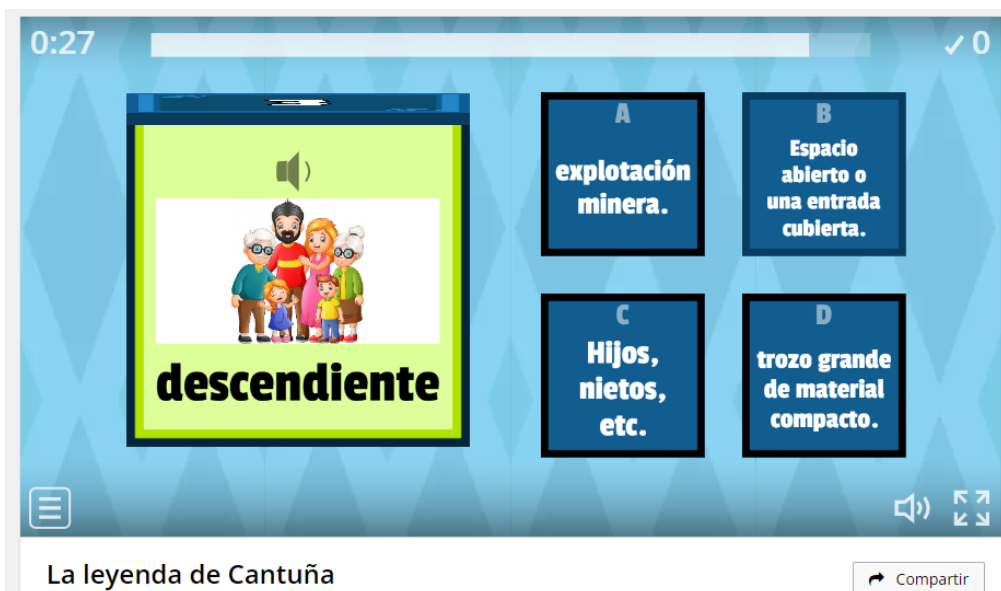 0:27
✓ 0
descendiente
A
explotación
minera.
B
Espacio
abierto o
una entrada
cubierta.
C
Hijos,
nietos,
etc.
D
trozo grande
de material
compacto.
La leyenda de Cantuña
Compartir